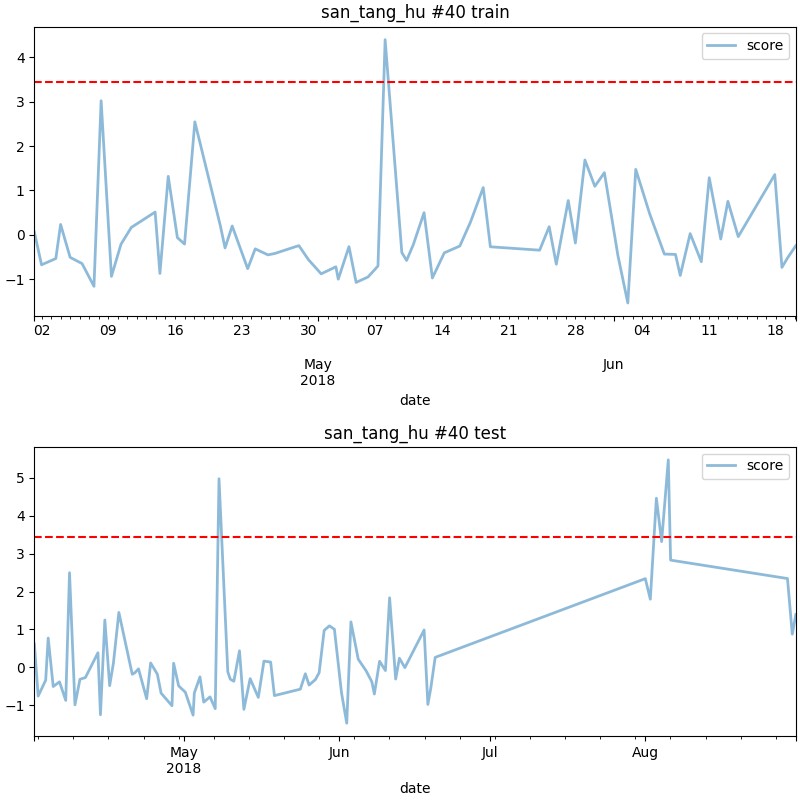 san_tang_hu #40 train
score
4
3
2
1
0
−1
02 09 16 23 30 07 14 21 28 04 11 18
May Jun
2018
date
san_tang_hu #40 test
score
5
4
3
2
1
0
−1
May Jun Jul Aug
2018
date